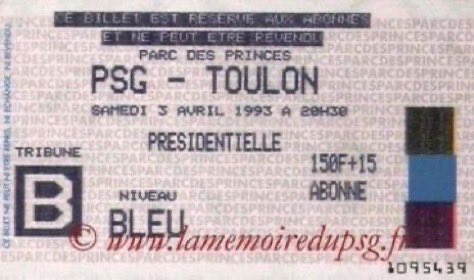 CE BILLET EST RESERVE AUX ABONNES
ET NE PEUT ETRE REVENDU
PARC DES PRINCES
PSG - TOULON
SAMEDI 3 AVRIL 1993 A 20H30
PRESIDENTIELLE
TRIBUNE
B
150F+15
ABONNE
NIVEAU
BLEU
© www.lamemoiredupsg.fr
1095439